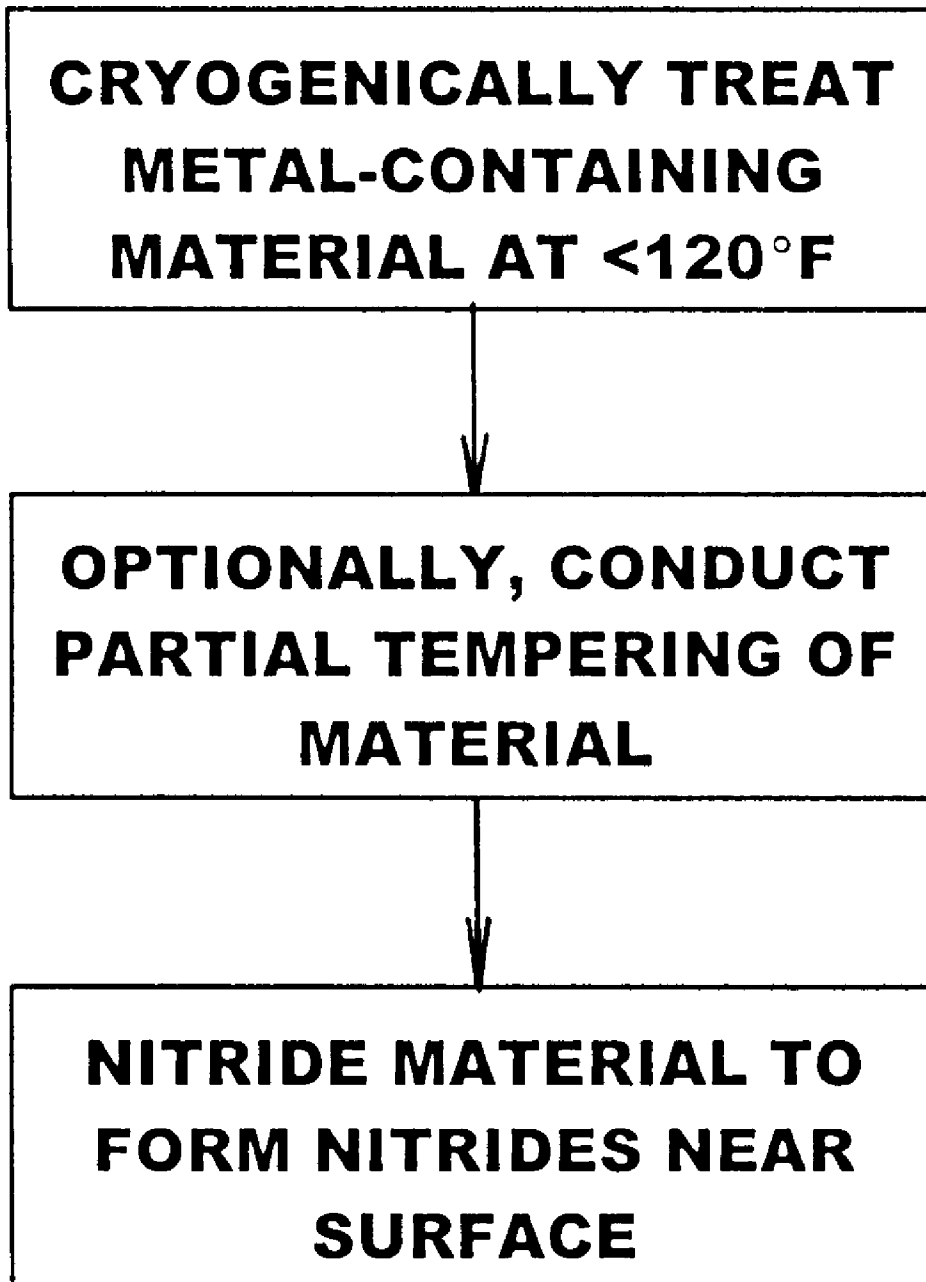 CRYOGENICALLY TREAT
METAL-CONTAINING
MATERIAL AT <120°F
OPTIONALLY, CONDUCT
PARTIAL TEMPERING OF
MATERIAL
NITRIDE MATERIAL TO
FORM NITRIDES NEAR
SURFACE